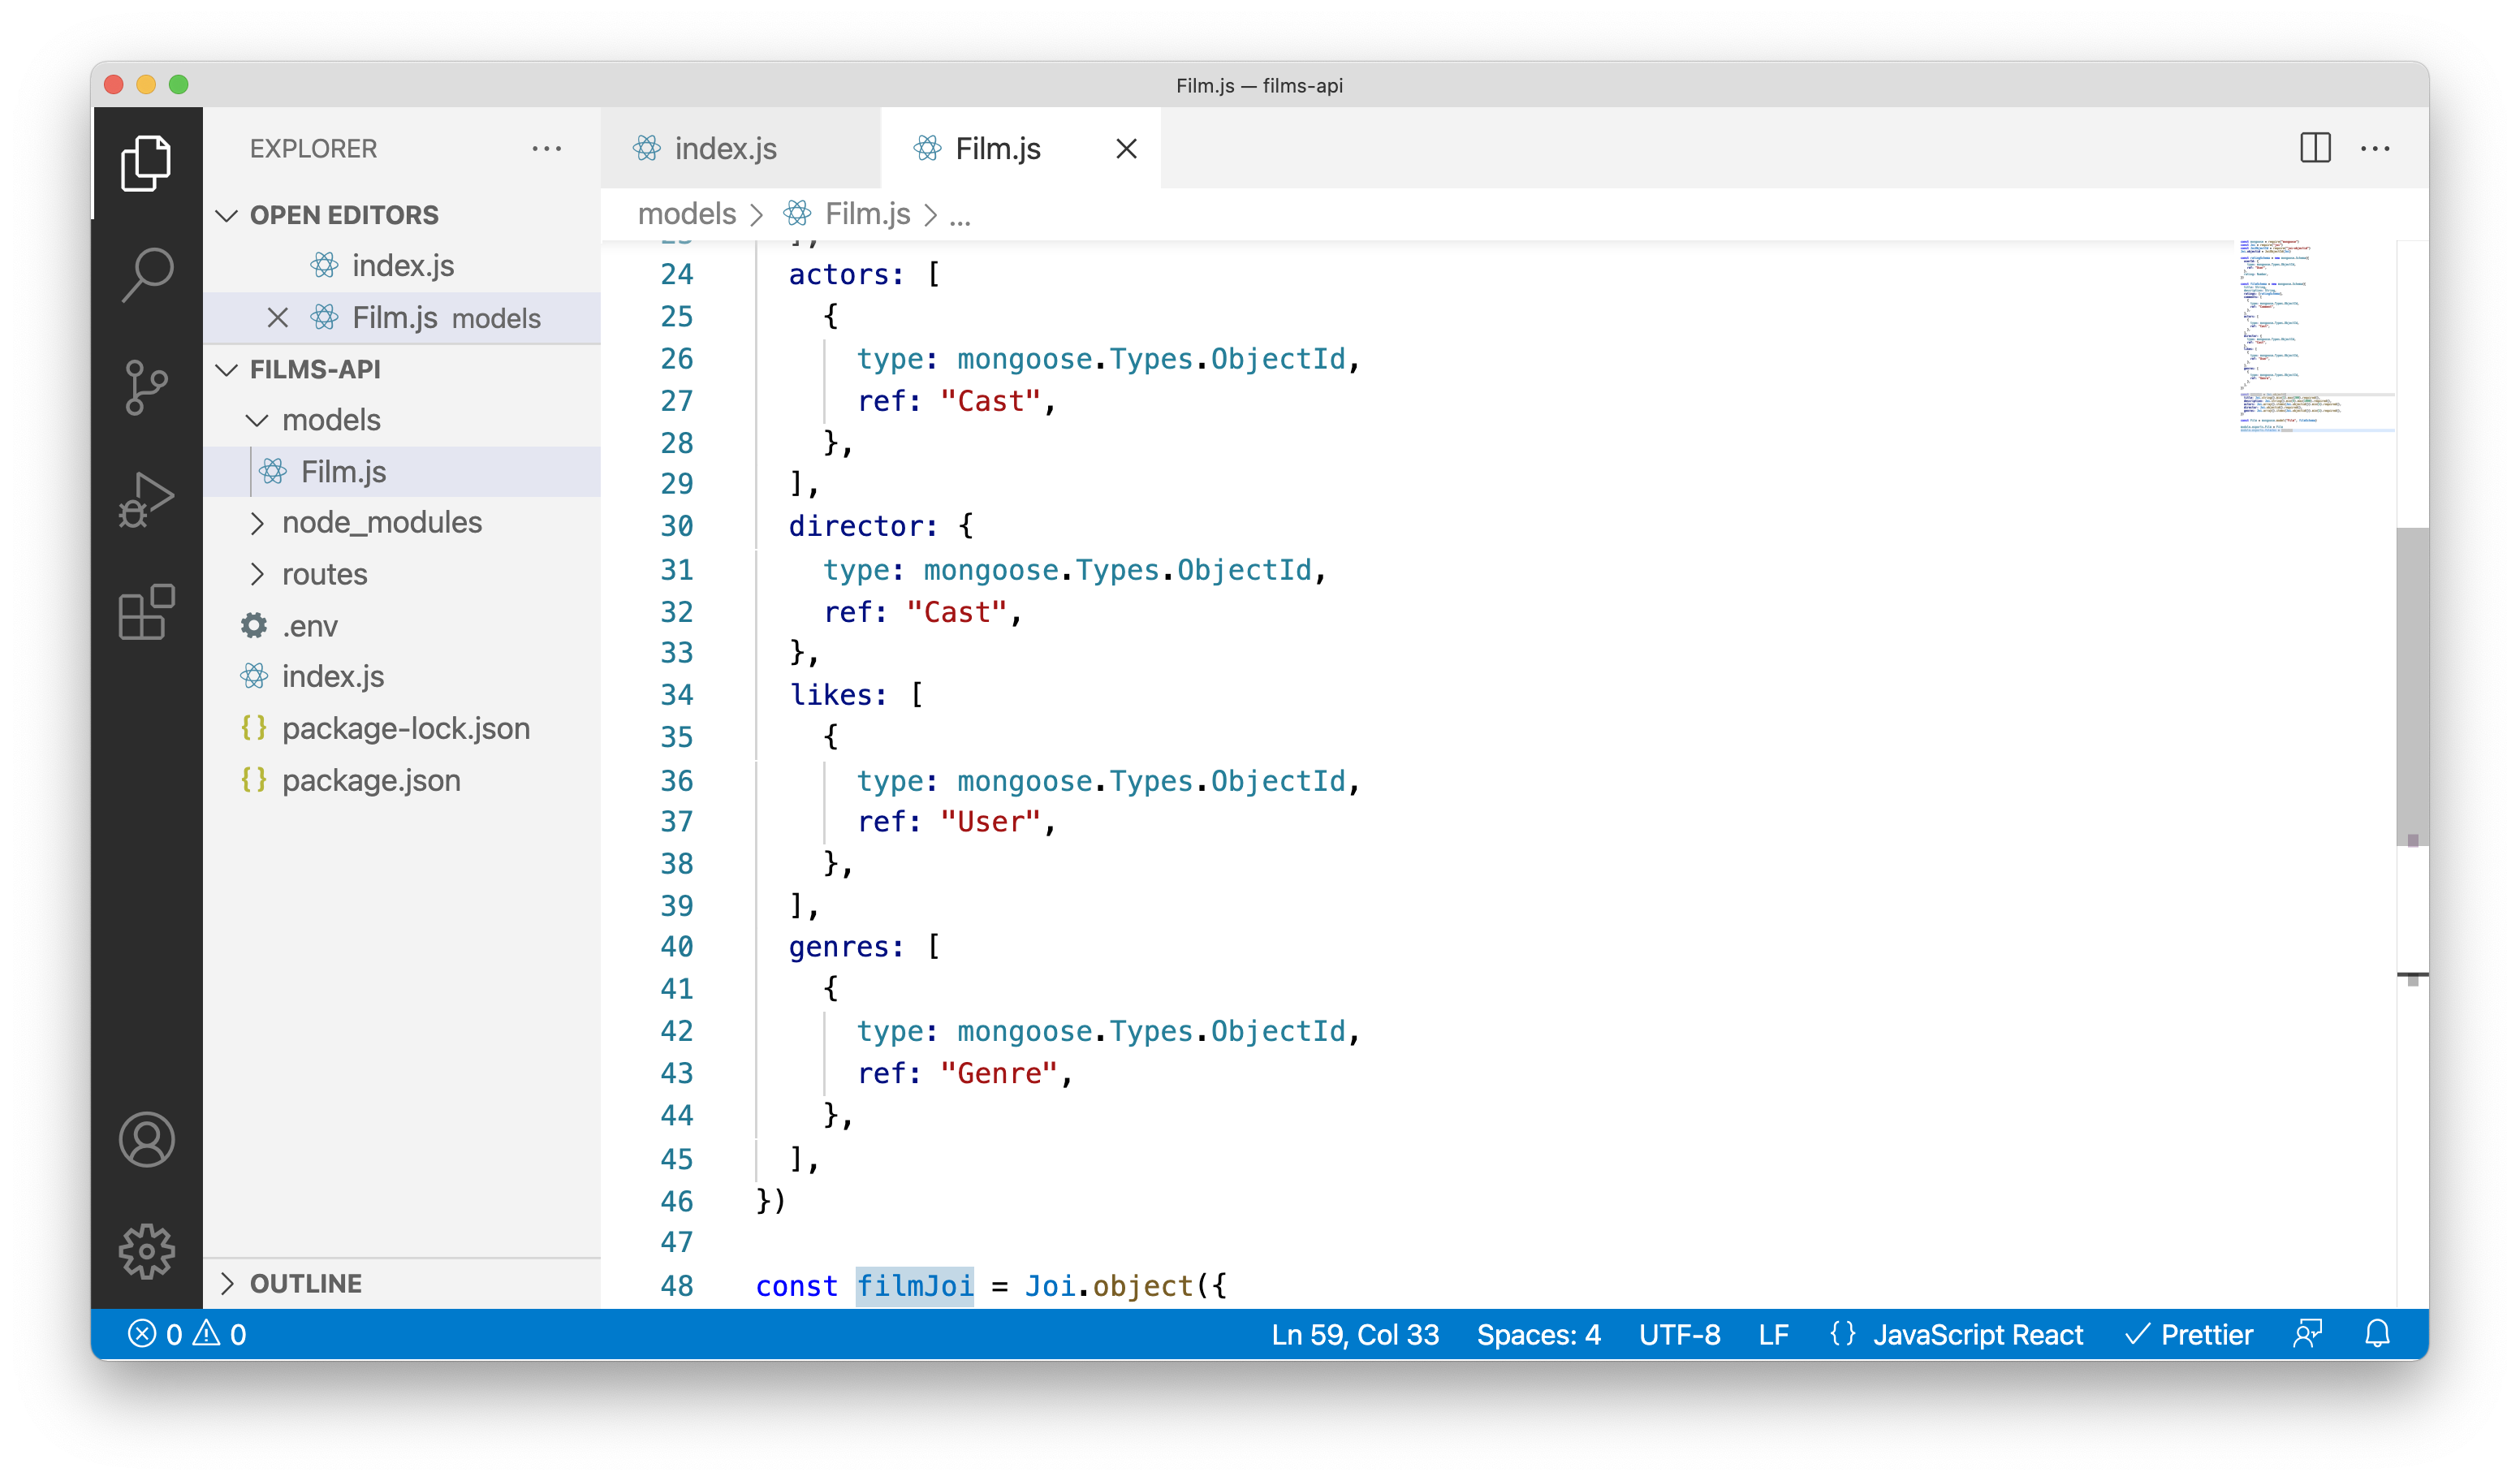 Film.js — films-api
EXPLORER
OPEN EDITORS
index.js
Film.js models
FILMS-API
models
Film.js
node_modules
routes
.env
index.js
package-lock.json
package.json
OUTLINE
index.js
Film.js
models > Film.js > ...
24 actors: [
25 {
26 type: mongoose.Types.ObjectId,
27 ref: "Cast",
28 },
29 ],
30 director: {
31 type: mongoose.Types.ObjectId,
32 ref: "Cast",
33 },
34 likes: [
35 {
36 type: mongoose.Types.ObjectId,
37 ref: "User",
38 },
39 ],
40 genres: [
41 {
42 type: mongoose.Types.ObjectId,
43 ref: "Genre",
44 },
45 ],
46 })
47
48 const filmJoi = Joi.object({
0 0
Ln 59, Col 33 Spaces: 4 UTF-8 LF {} JavaScript React Prettier